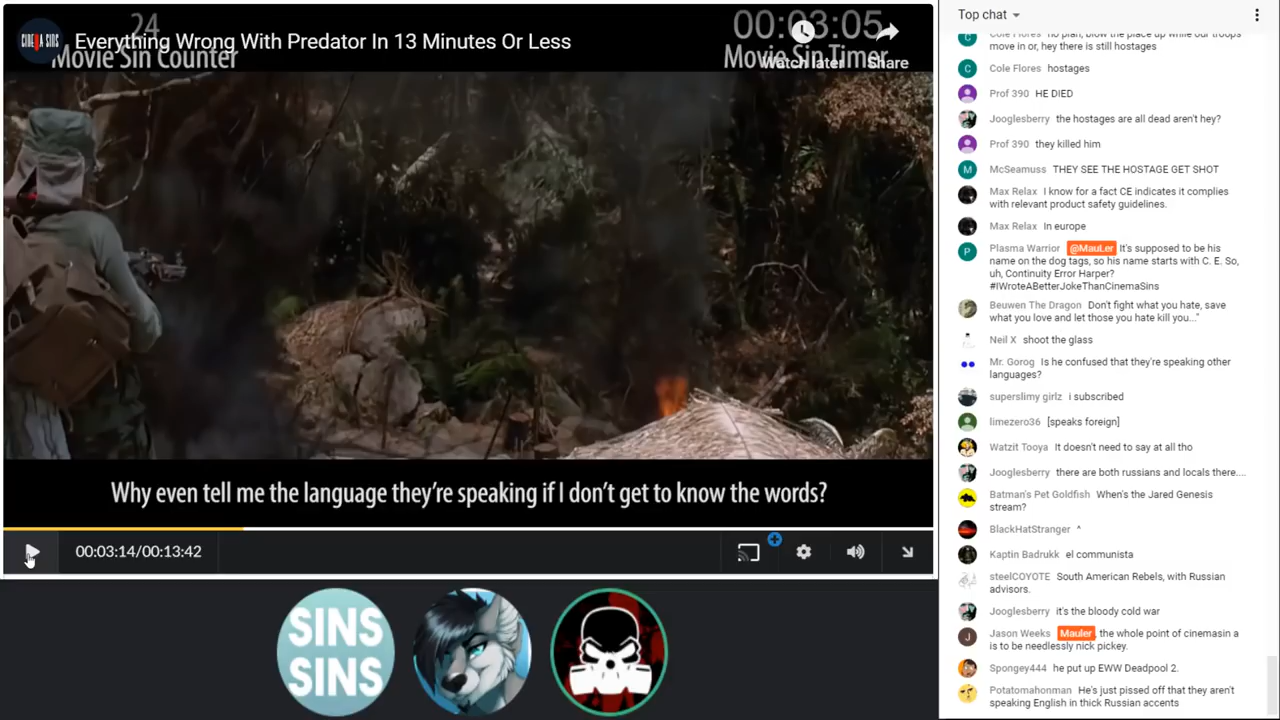 24
Movie Sin Counter
CINEMA SINS
Everything Wrong With Predator In 13 Minutes Or Less
00:03:05
Movie Sin Timer
Watch later
Share
Why even tell me the language they're speaking if I don't get to know the words?
00:03:14/00:13:42
SINS
SINS
Top chat
Cole Flores no plan, blow the place up while our troops
move in or, hey there is still hostages
Cole Flores hostages
Prof 390 HE DIED
Jooglesberry the hostages are all dead aren't hey?
Prof 390 they killed him
McSeamuss THEY SEE THE HOSTAGE GET SHOT
Max Relax I know for a fact CE indicates it complies
with relevant product safety guidelines.
Max Relax In europe
Plasma Warrior @MauLer It's supposed to be his
name on the dog tags, so his name starts with C. E. So,
uh, Continuity Error Harper?
#IWroteABetterJokeThanCinemaSins
Beuwen The Dragon Don't fight what you hate, save
what you love and let those you hate kill you..."
Neil X shoot the glass
Mr. Gorog Is he confused that they're speaking other
languages?
superslimy girlz i subscribed
limezero36 [speaks foreign]
Watzit Tooya It doesn't need to say at all tho
Jooglesberry there are both russians and locals there....
Batman's Pet Goldfish When's the Jared Genesis
stream?
BlackHatStranger ^
Kaptin Badrukk el communista
steelCOYOTE South American Rebels, with Russian
advisors.
Jooglesberry it's the bloody cold war
Jason Weeks Mauler, the whole point of cinemasin a
is to be needlessly nick pickey.
Spongey444 he put up EWW Deadpool 2.
Potatomahonman He's just pissed off that they aren't
speaking English in thick Russian accents